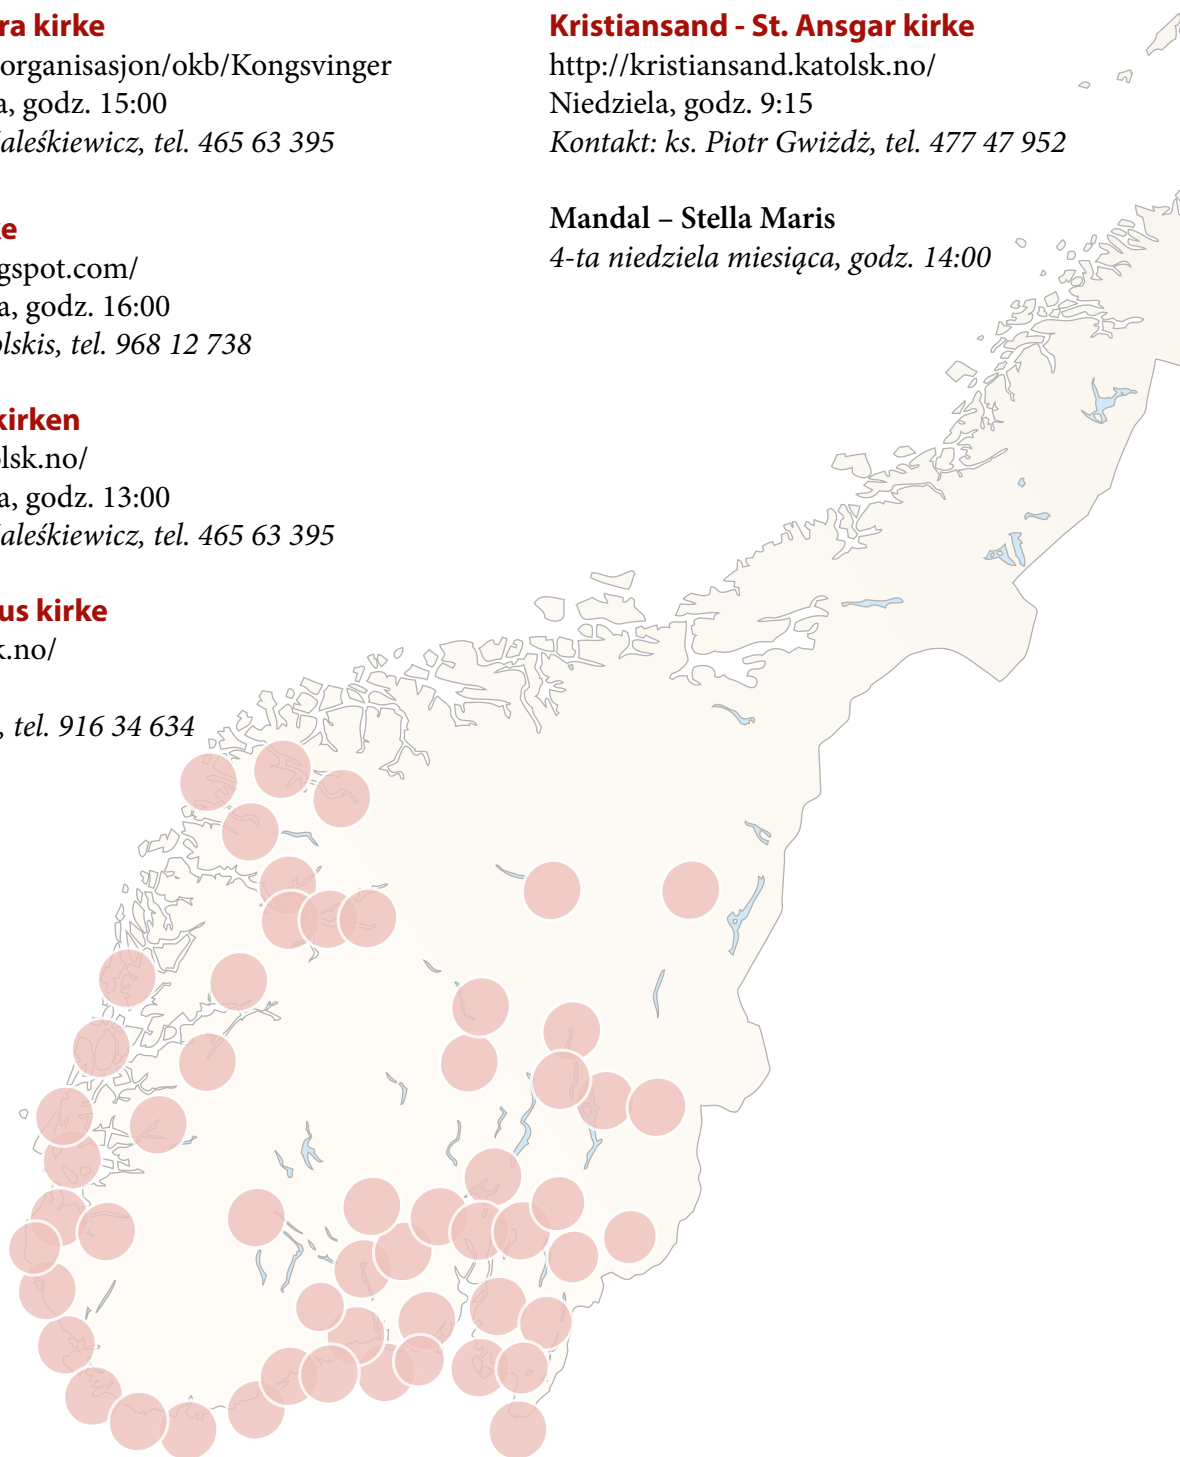 ra kirke
organisasjon/okb/Kongsvinger
a, godz. 15:00
aleśkiewicz, tel. 465 63 395
e
gspot.com/
a, godz. 16:00
olskis, tel. 968 12 738
kirken
olsk.no/
a, godz. 13:00
aleśkiewicz, tel. 465 63 395
us kirke
k.no/
, tel. 916 34 634
Kristiansand - St. Ansgar kirke
http://kristiansand.katolsk.no/
Niedziela, godz. 9:15
Kontakt: ks. Piotr Gwiżdż, tel. 477 47 952
Mandal – Stella Maris
4-ta niedziela miesiąca, godz. 14:00